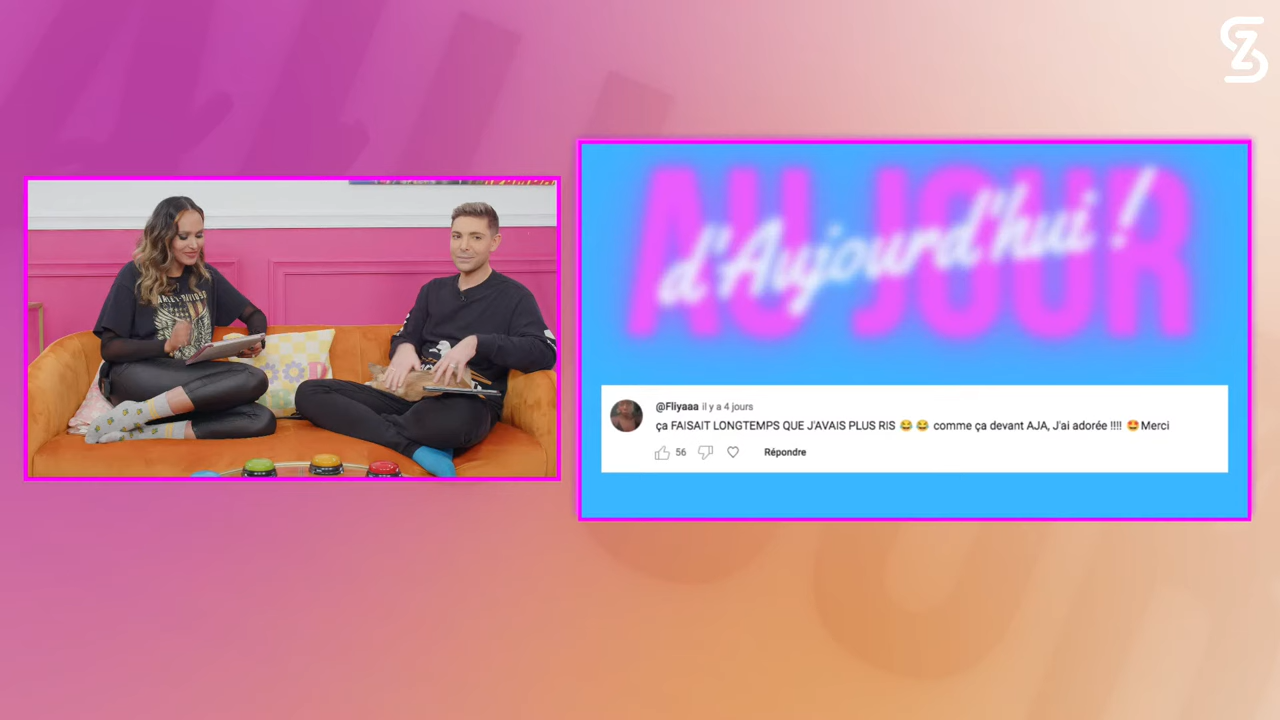 AU JOUR
d'Aujourd'hui !
@Fliyaaa il y a 4 jours
ça FAISAIT LONGTEMPS QUE J'AVAIS PLUS RIS 😂 😂 comme ça devant AJA, J'ai adorée !!!! 🤩 Merci
56 Répondre